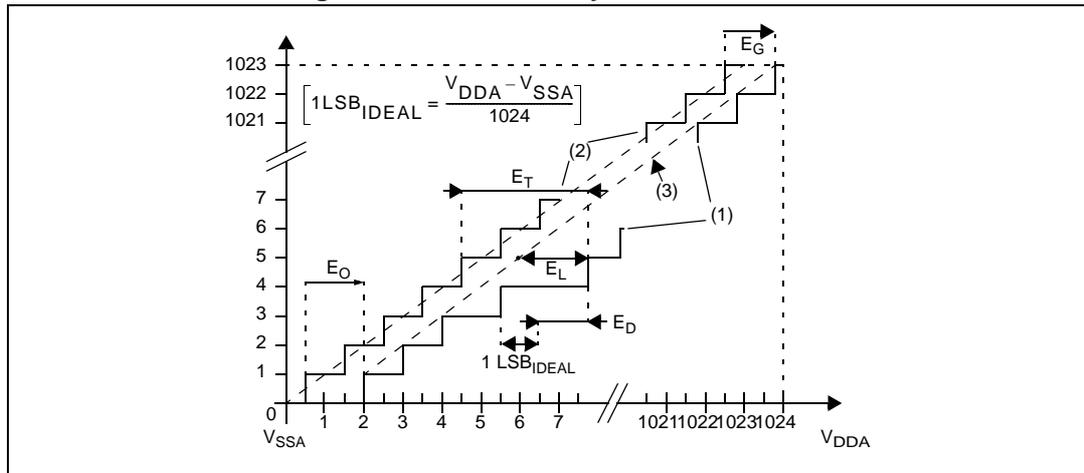 E_G
1023
1022
1021
[1LSB_IDEAL = V_DDA – V_SSA / 1024]
(2)
E_T
(3)
(1)
7
6
5
4
3
2
1
0
E_O
E_L
E_D
1 LSB_IDEAL
1 2 3 4 5 6 7 1021 1022 1023 1024
V_SSA
V_DDA